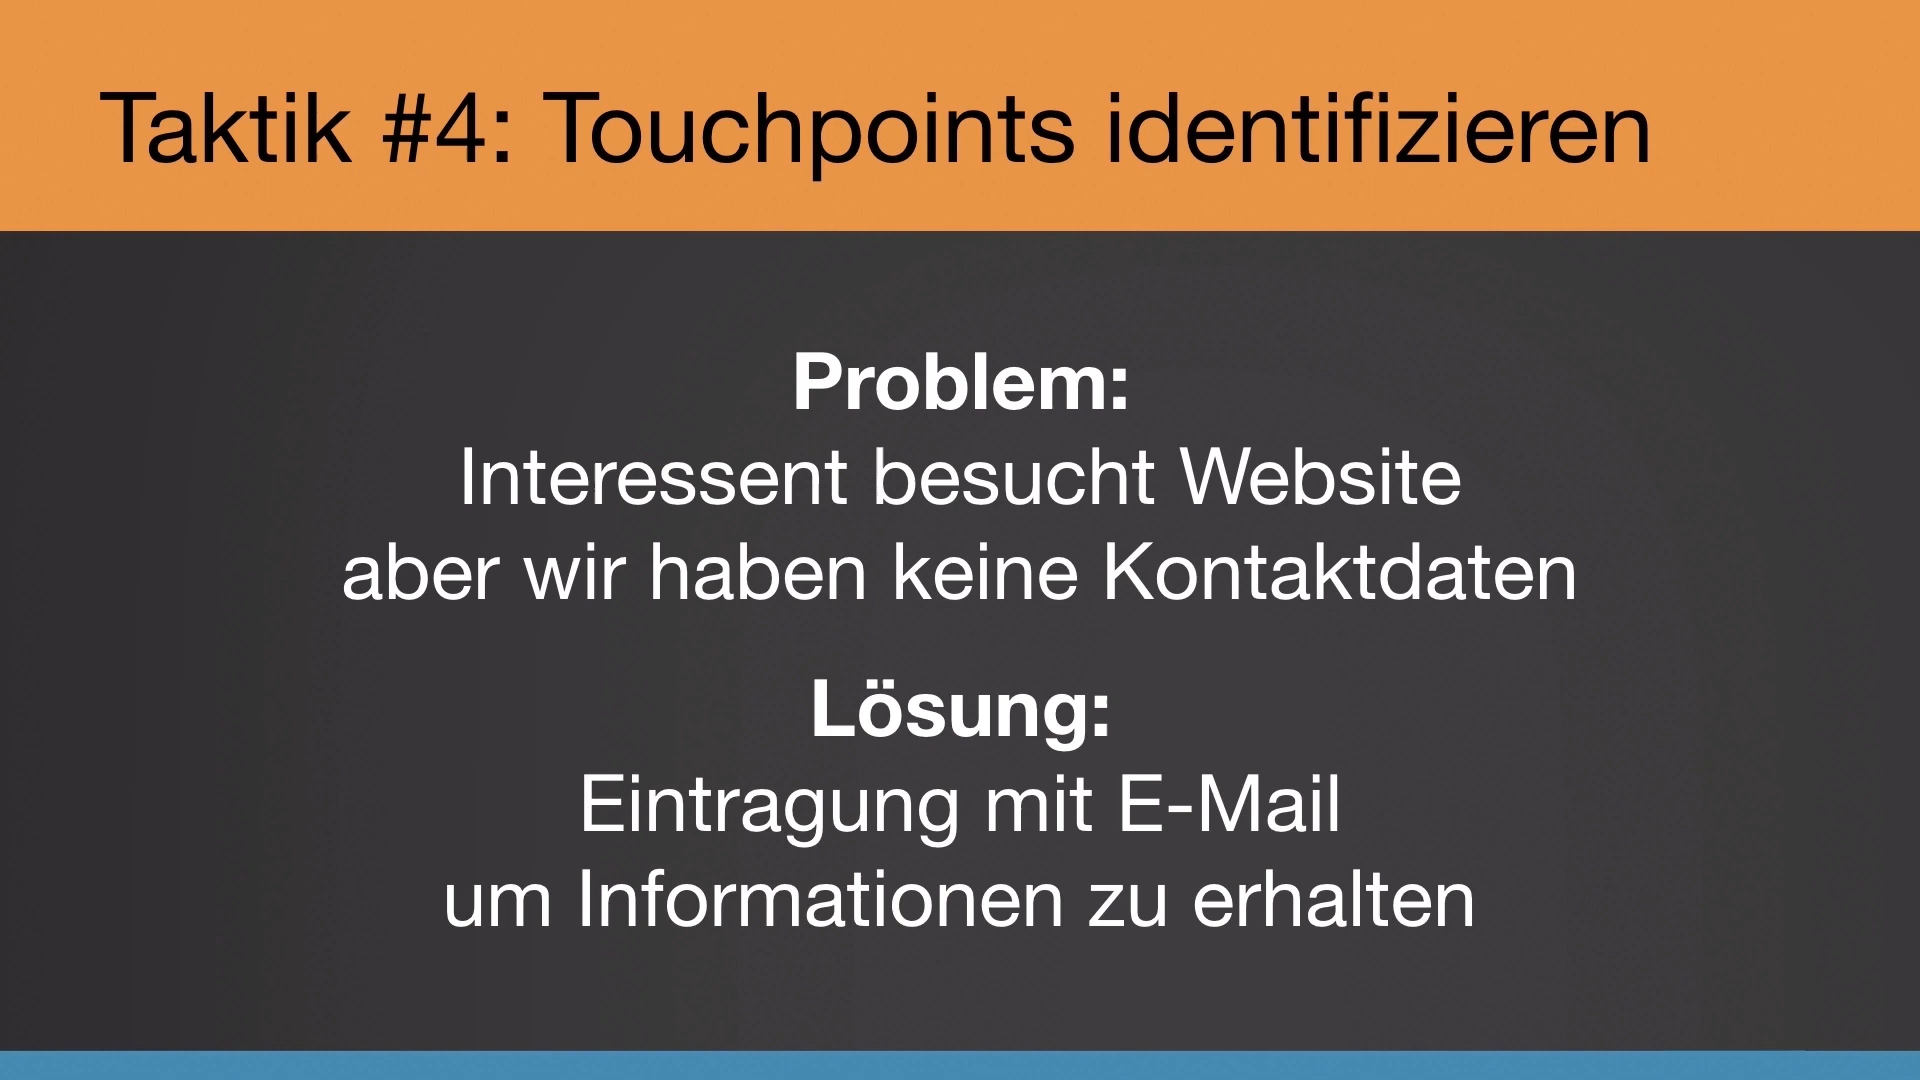 Taktik #4: Touchpoints identifizieren
Problem:
Interessent besucht Website
aber wir haben keine Kontaktdaten
Lösung:
Eintragung mit E-Mail
um Informationen zu erhalten